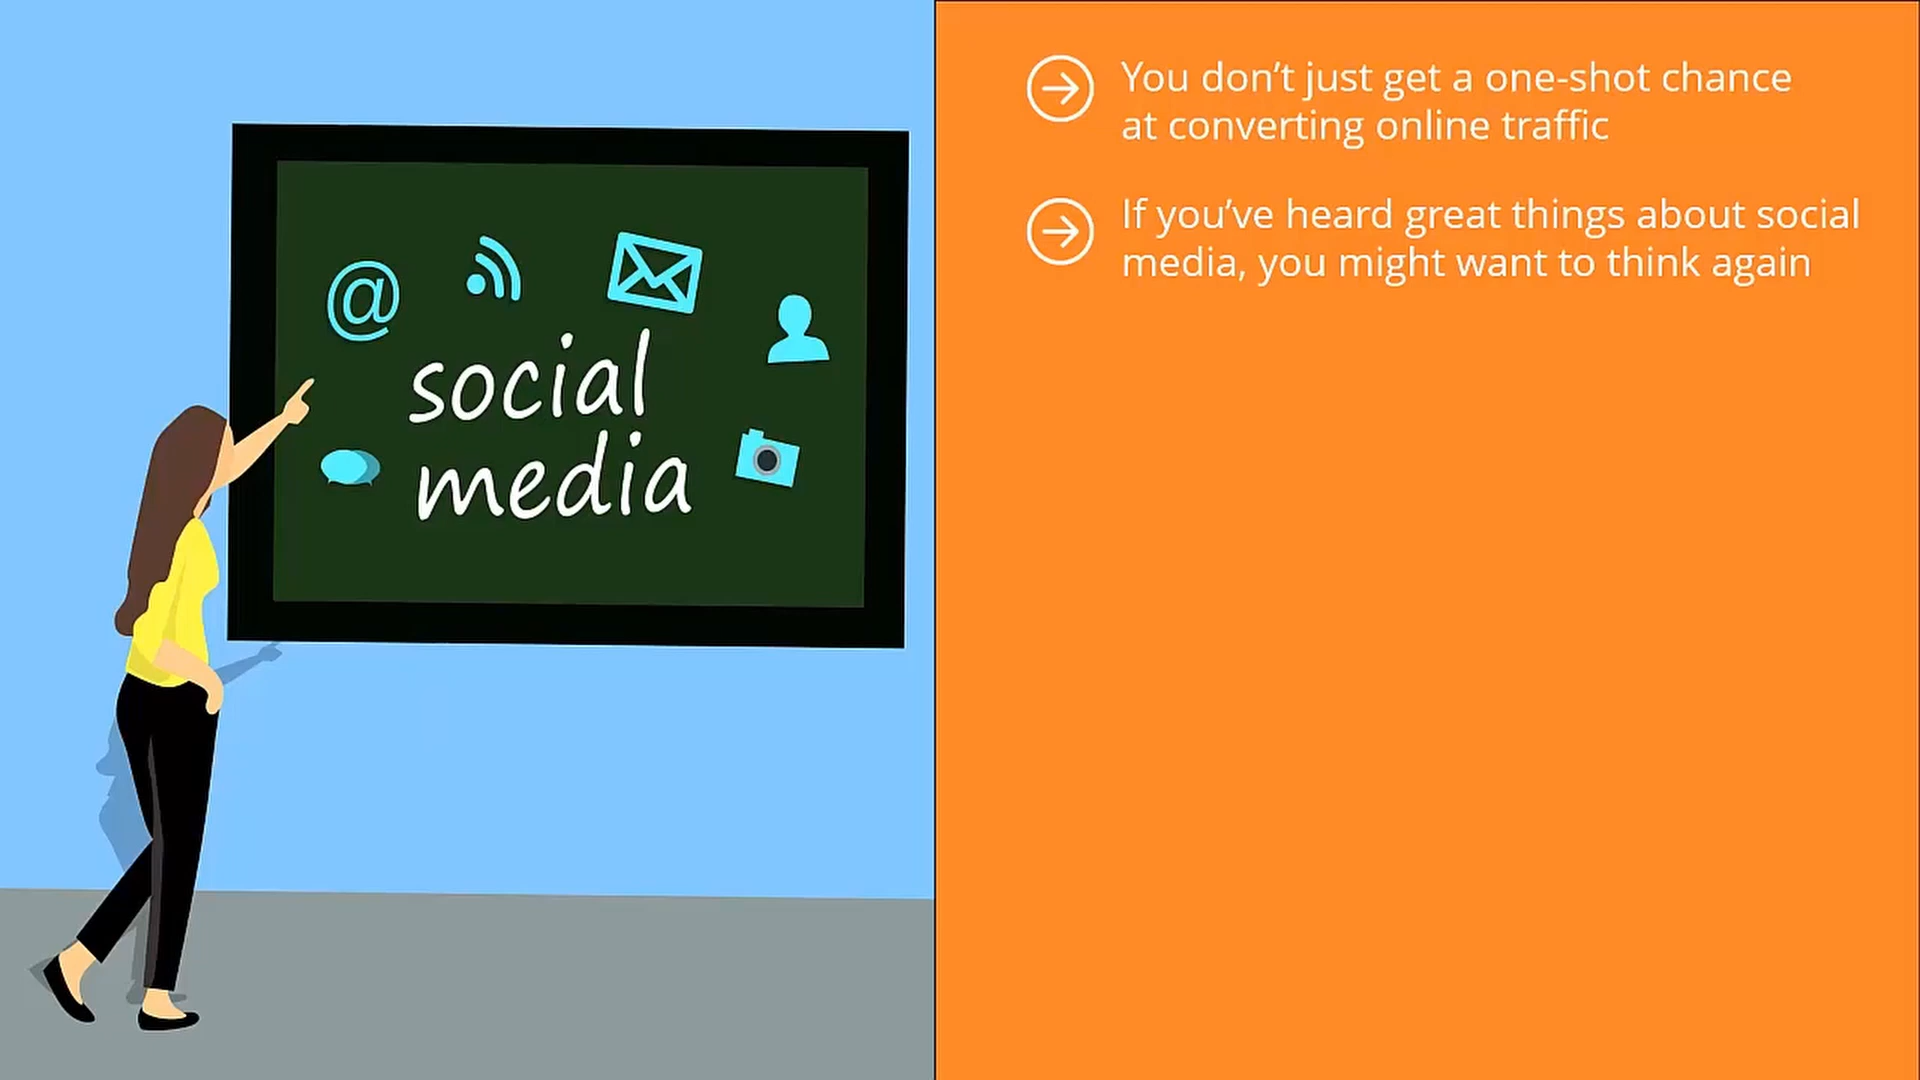 @
social
media
You don’t just get a one-shot chance
at converting online traffic
If you’ve heard great things about social
media, you might want to think again